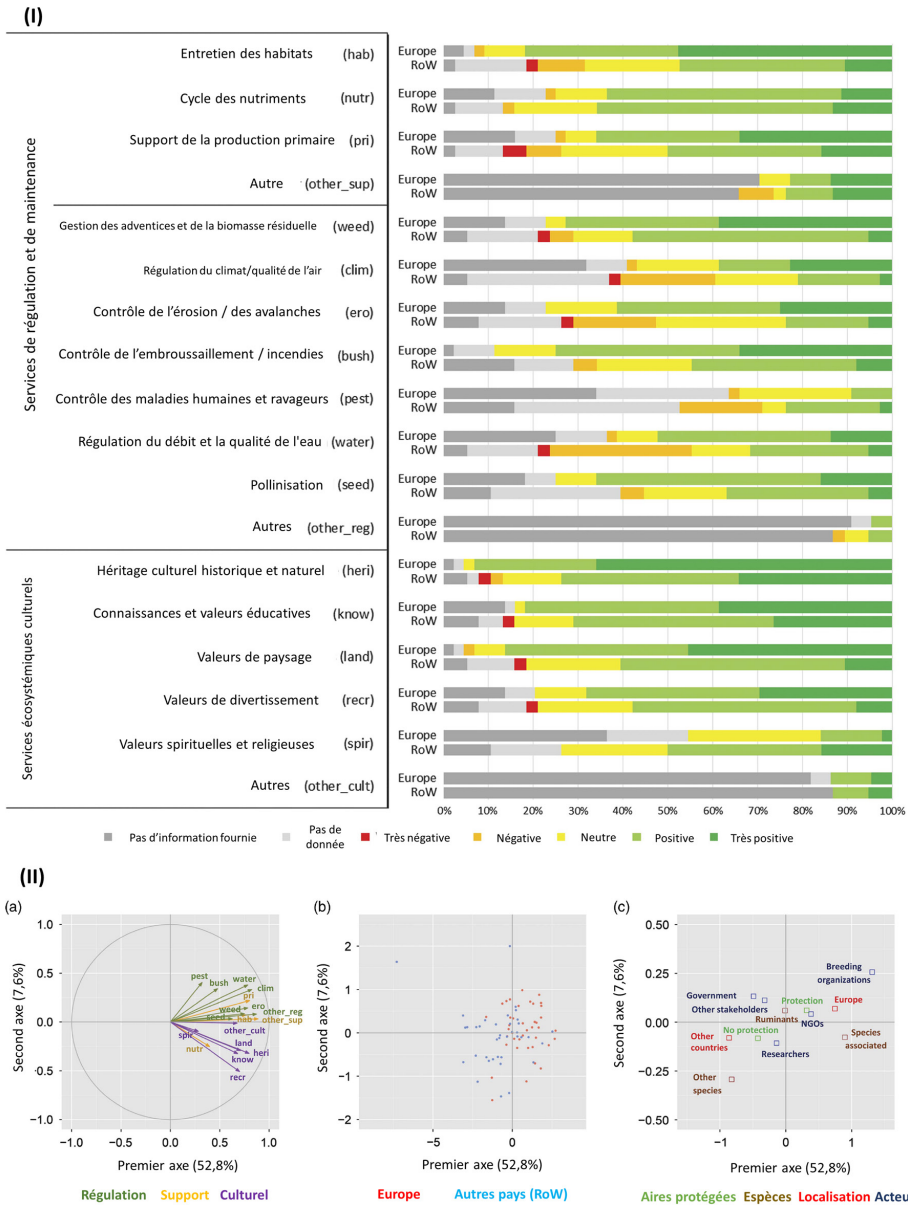 (I)
Services de régulation et de maintenance
Entretien des habitats (hab)
Europe
RoW
Cycle des nutriments (nutr)
Europe
RoW
Support de la production primaire (pri)
Europe
RoW
Autre (other_sup)
Europe
RoW
Gestion des adventices et de la biomasse résiduelle (weed)
Europe
RoW
Régulation du climat/qualité de l'air (clim)
Europe
RoW
Contrôle de l'érosion / des avalanches (ero)
Europe
RoW
Contrôle de l'embroussaillement / incendies (bush)
Europe
RoW
Contrôle des maladies humaines et ravageurs (pest)
Europe
RoW
Régulation du débit et la qualité de l'eau (water)
Europe
RoW
Pollinisation (seed)
Europe
RoW
Autres (other_reg)
Europe
RoW
Services écosystémiques culturels
Héritage culturel historique et naturel (heri)
Europe
RoW
Connaissances et valeurs éducatives (know)
Europe
RoW
Valeurs de paysage (land)
Europe
RoW
Valeurs de divertissement (recr)
Europe
RoW
Valeurs spirituelles et religieuses (spir)
Europe
RoW
Autres (other_cult)
Europe
RoW
0% 10% 20% 30% 40% 50% 60% 70% 80% 90% 100%
Pas d'information fournie
Pas de donnée
Très négative
Négative
Neutre
Positive
Très positive
(II)
(a)
Second axe (7,6%)
1.0
0.5
0.0
−0.5
−1.0
pest
bush
water
clim
pri
ero
weed
other_reg
seed
hab
other_sup
spir
other_cult
nutr
land
heri
know
recr
−1.0 −0.5 0.0 0.5 1.0
Premier axe (52,8%)
Régulation Support Culturel
(b)
Second axe (7,6%)
2
1
0
−1
−2
−5 0
Premier axe (52,8%)
Europe Autres pays (RoW)
(c)
Second axe (7,6%)
0.50
0.25
0.00
−0.25
−0.50
Breeding organizations
Government
Other stakeholders
Protection
Europe
Ruminants
NGOs
No protection
Other countries
Researchers
Species associated
Other species
−1 0 1
Premier axe (52,8%)
Aires protégées Espèces Localisation Acteu